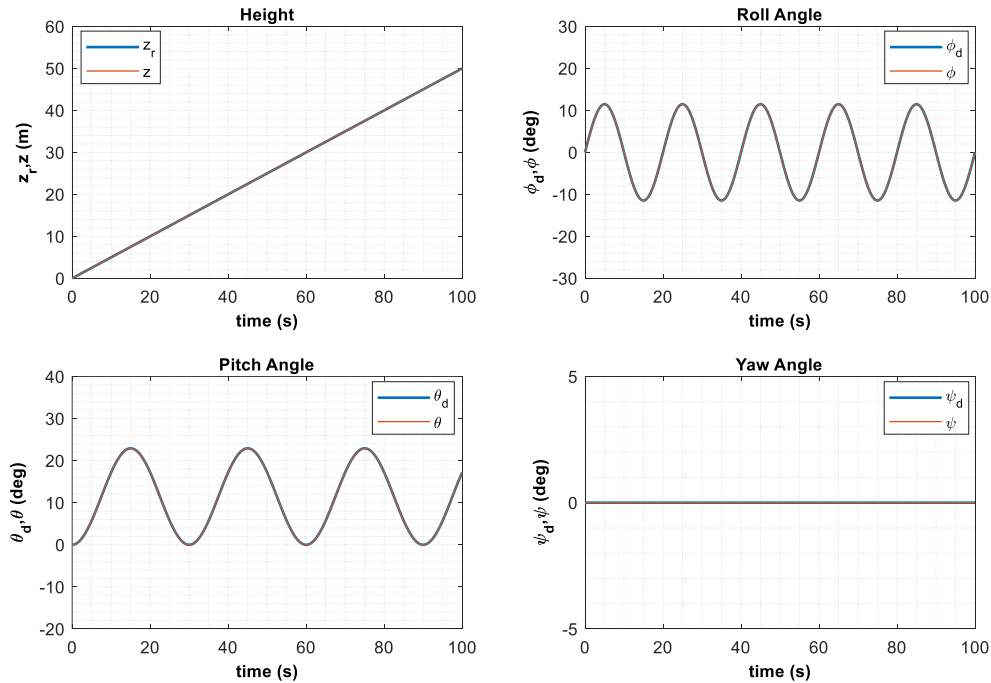 Height
60
50
40
30
20
10
0
z_r
z
z_r,z (m)
0 20 40 60 80 100
time (s)
Roll Angle
30
20
10
0
-10
-20
-30
ϕ_d
ϕ
ϕ_d,ϕ (deg)
0 20 40 60 80 100
time (s)
Pitch Angle
40
30
20
10
0
-10
-20
θ_d
θ
θ_d,θ (deg)
0 20 40 60 80 100
time (s)
Yaw Angle
5
0
-5
ψ_d
ψ
ψ_d,ψ (deg)
0 20 40 60 80 100
time (s)